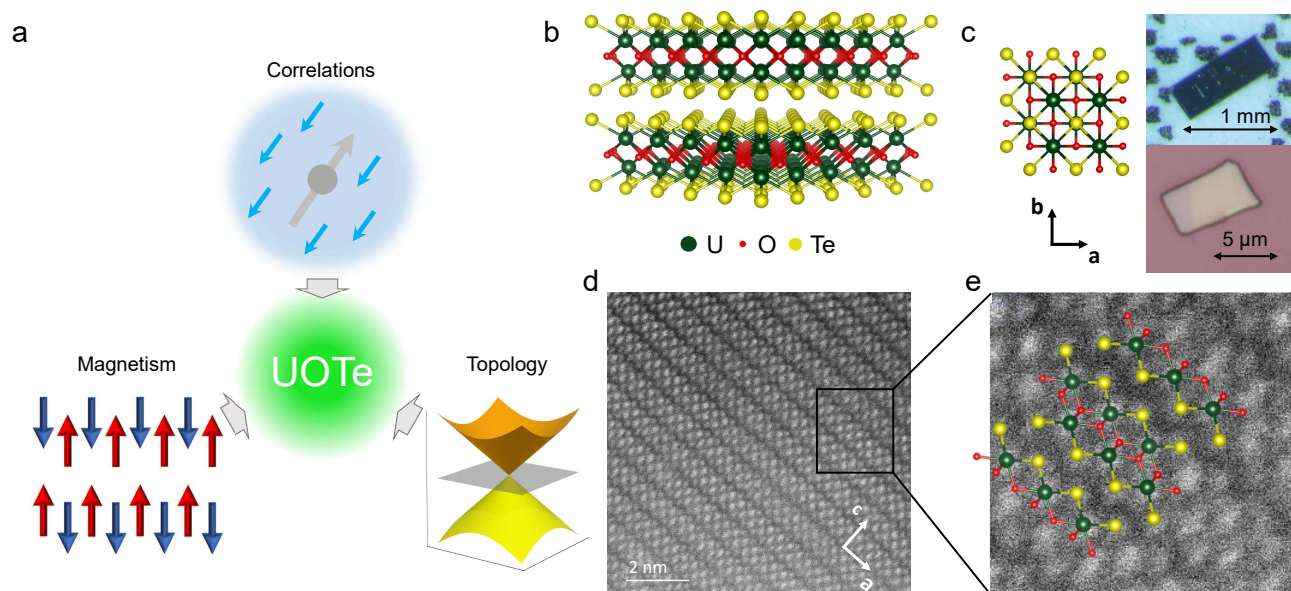 a
Correlations
Magnetism
UOTe
Topology
b
U O Te
c
1 mm
b
a
5 μm
d
c
a
2 nm
e